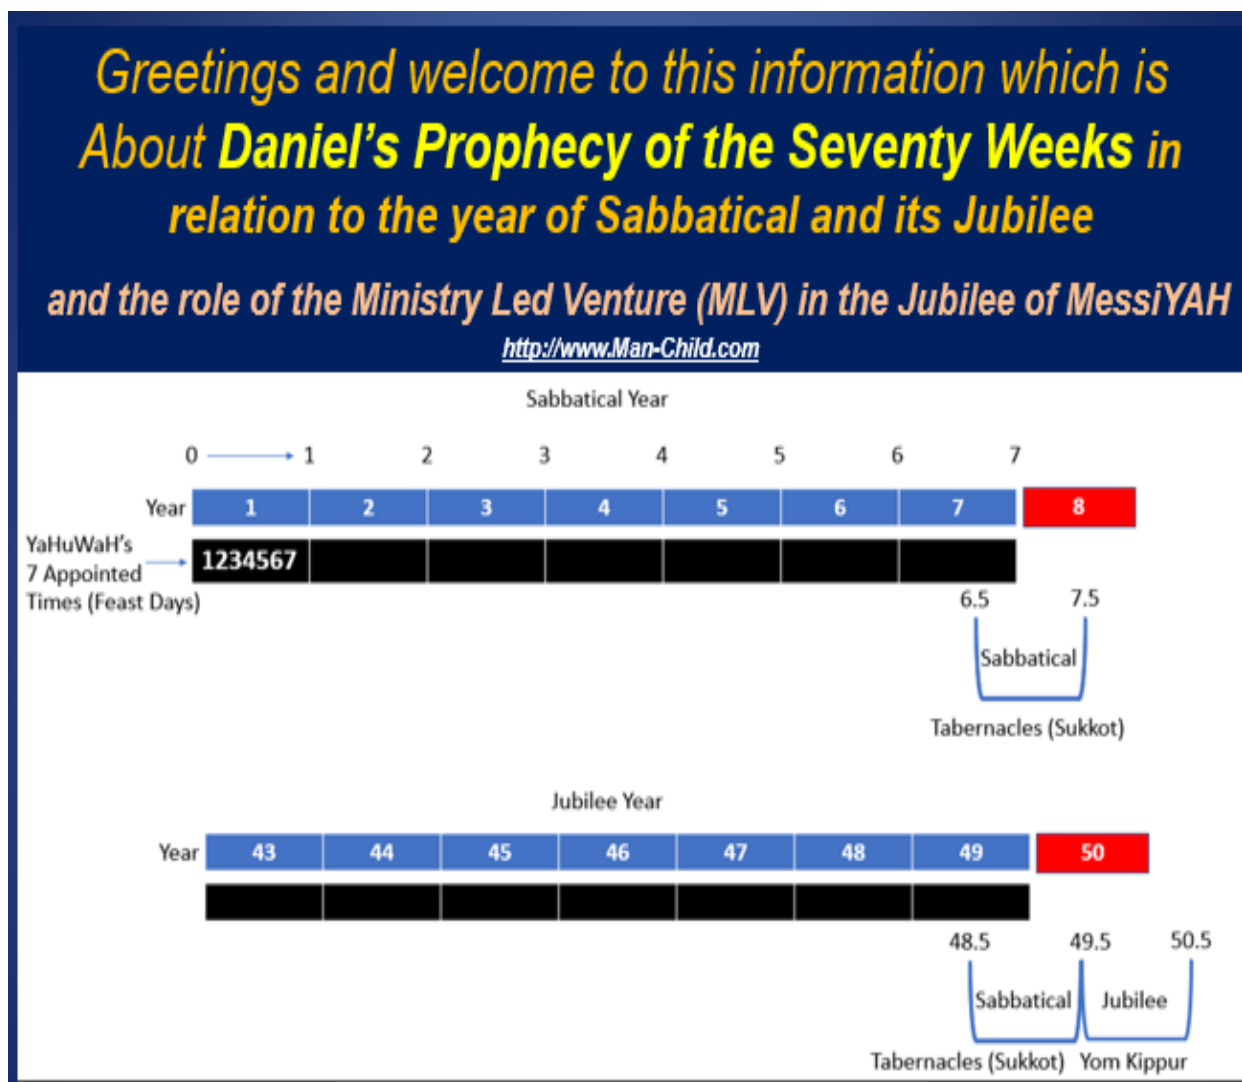 Greetings and welcome to this information which is
About Daniel's Prophecy of the Seventy Weeks in
relation to the year of Sabbatical and its Jubilee
and the role of the Ministry Led Venture (MLV) in the Jubilee of MessiYAH
http://www.Man-Child.com
Sabbatical Year
0 1 2 3 4 5 6 7
Year 1 2 3 4 5 6 7 8
YaHuWaH's
7 Appointed
Times (Feast Days)
1234567
6.5 7.5
Sabbatical
Tabernacles (Sukkot)
Jubilee Year
Year 43 44 45 46 47 48 49 50
48.5 49.5 50.5
Sabbatical Jubilee
Tabernacles (Sukkot) Yom Kippur